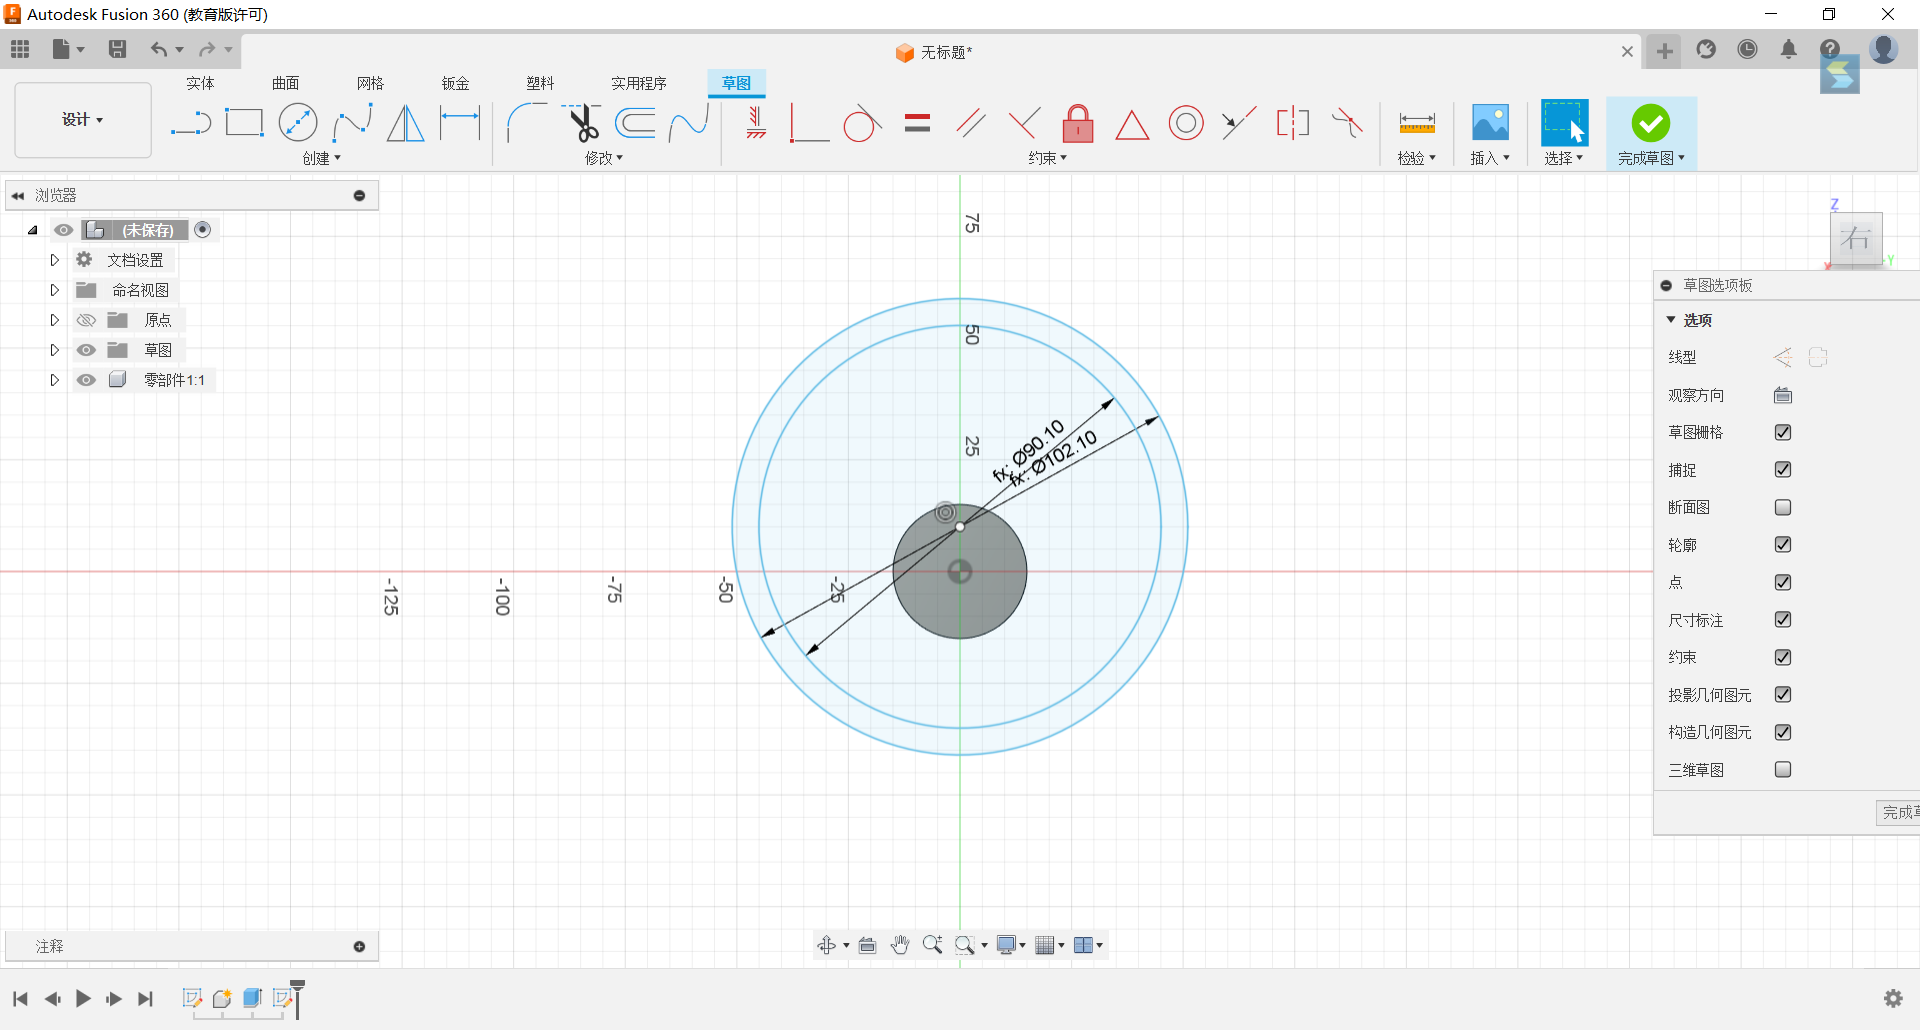 Autodesk Fusion 360 (教育版许可)
无标题*
实体 曲面 网格 钣金 塑料 实用程序 草图
设计
创建 修改 约束 检验 插入 选择 完成草图
浏览器
(未保存)
文档设置
命名视图
原点
草图
零部件1:1
75
50
25
fx: Ø90.10
fx: Ø102.10
-125
-100
-75
-50
-25
Z
右
X
Y
草图选项板
选项
线型
观察方向
草图栅格
捕捉
断面图
轮廓
点
尺寸标注
约束
投影几何图元
构造几何图元
三维草图
完成草
注释